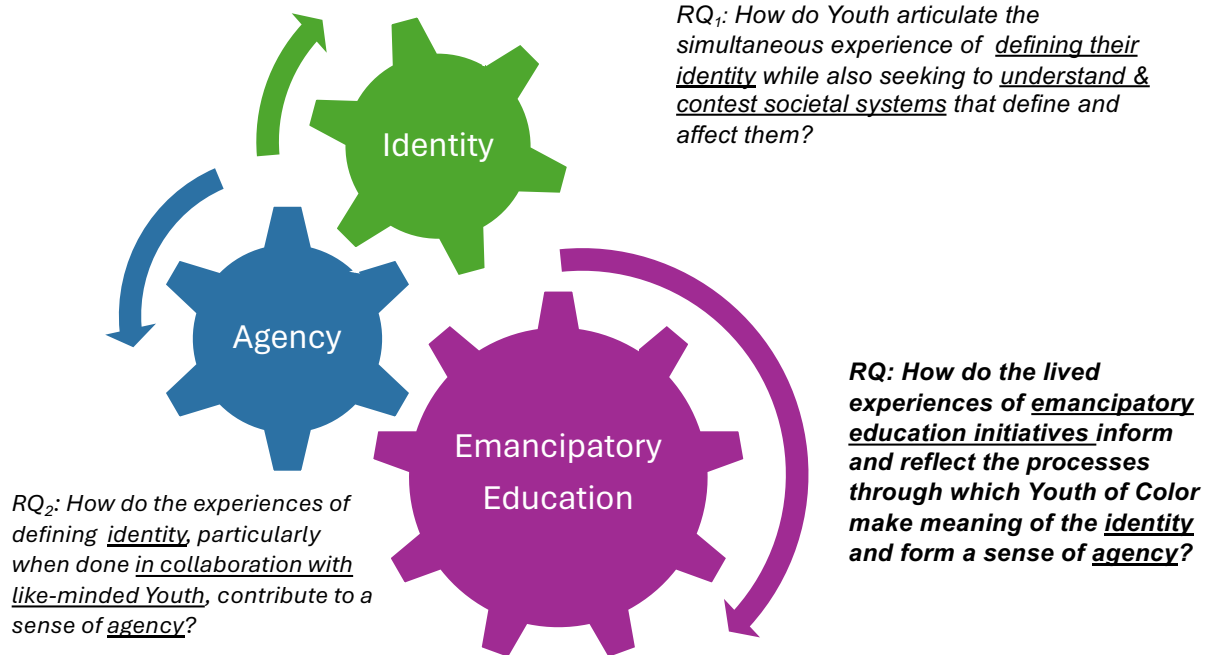 RQ₁: How do Youth articulate the
simultaneous experience of defining their
identity while also seeking to understand &
contest societal systems that define and
affect them?
Identity
Agency
Emancipatory
Education
RQ: How do the lived
experiences of emancipatory
education initiatives inform
and reflect the processes
through which Youth of Color
make meaning of the identity
and form a sense of agency?
RQ₂: How do the experiences of
defining identity, particularly
when done in collaboration with
like-minded Youth, contribute to a
sense of agency?